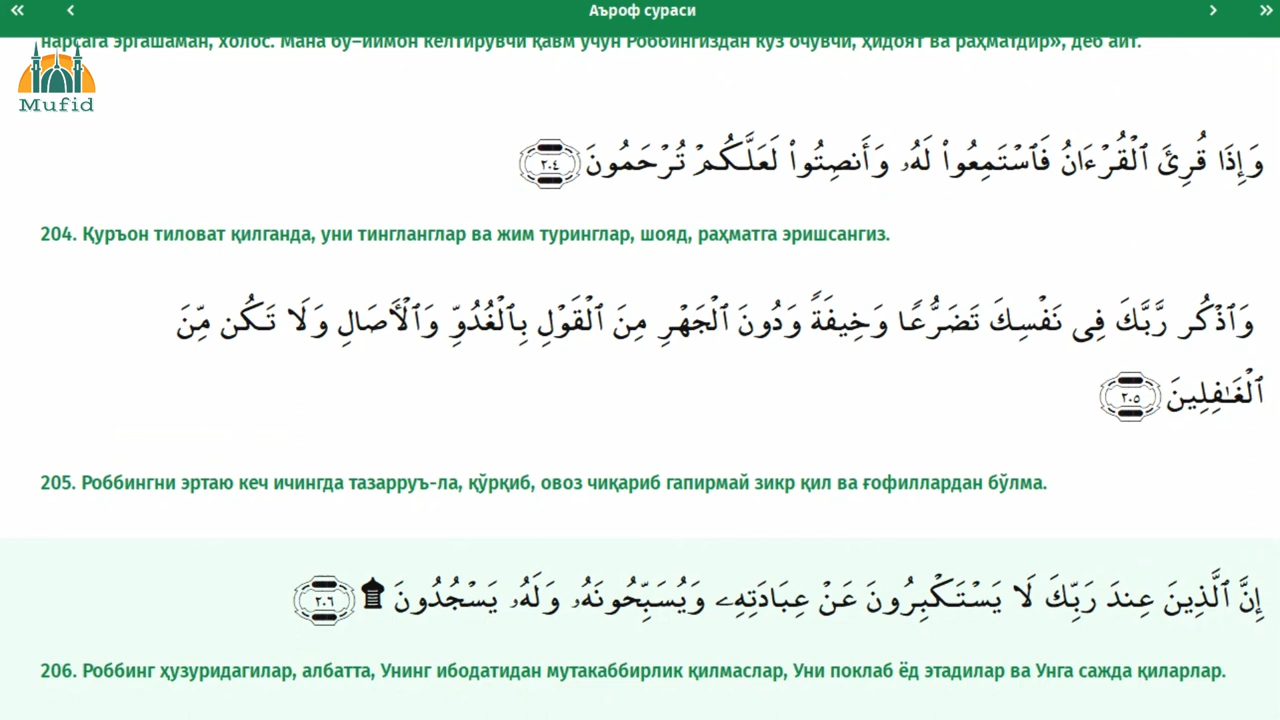 Аъроф сураси
нарсага эргашаман, холос. Мана бу–иймон келтирувчи қавм учун Роббингиздан кўз очувчи, ҳидоят ва раҳматдир», деб айт.
Mufid
وَإِذَا قُرِئَ ٱلْقُرْءَانُ فَٱسْتَمِعُوا۟ لَهُۥ وَأَنصِتُوا۟ لَعَلَّكُمْ تُرْحَمُونَ ٢٠٤
204. Қуръон тиловат қилганда, уни тингланглар ва жим туринглар, шояд, раҳматга эришсангиз.
وَٱذْكُر رَّبَّكَ فِى نَفْسِكَ تَضَرُّعًا وَخِيفَةً وَدُونَ ٱلْجَهْرِ مِنَ ٱلْقَوْلِ بِٱلْغُدُوِّ وَٱلْـَٔاصَالِ وَلَا تَكُن مِّنَ
ٱلْغَـٰفِلِينَ ٢٠٥
205. Роббингни эртаю кеч ичингда тазарруъ-ла, қўрқиб, овоз чиқариб гапирмай зикр қил ва ғофиллардан бўлма.
إِنَّ ٱلَّذِينَ عِندَ رَبِّكَ لَا يَسْتَكْبِرُونَ عَنْ عِبَادَتِهِۦ وَيُسَبِّحُونَهُۥ وَلَهُۥ يَسْجُدُونَ ۩ ٢٠٦
206. Роббинг ҳузуридагилар, албатта, Унинг ибодатидан мутакаббирлик қилмаслар, Уни поклаб ёд этадилар ва Унга сажда қиларлар.